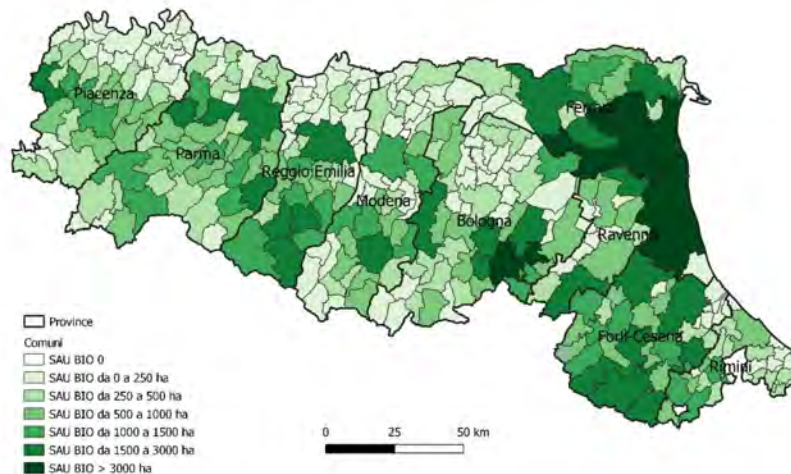 Piacenza
Parma
Reggio Emilia
Modena
Bologna
Ferrara
Ravenna
Forlì-Cesena
Rimini
Province
Comuni
SAU BIO 0
SAU BIO da 0 a 250 ha
SAU BIO da 250 a 500 ha
SAU BIO da 500 a 1000 ha
SAU BIO da 1000 a 1500 ha
SAU BIO da 1500 a 3000 ha
SAU BIO > 3000 ha
0 25 50 km